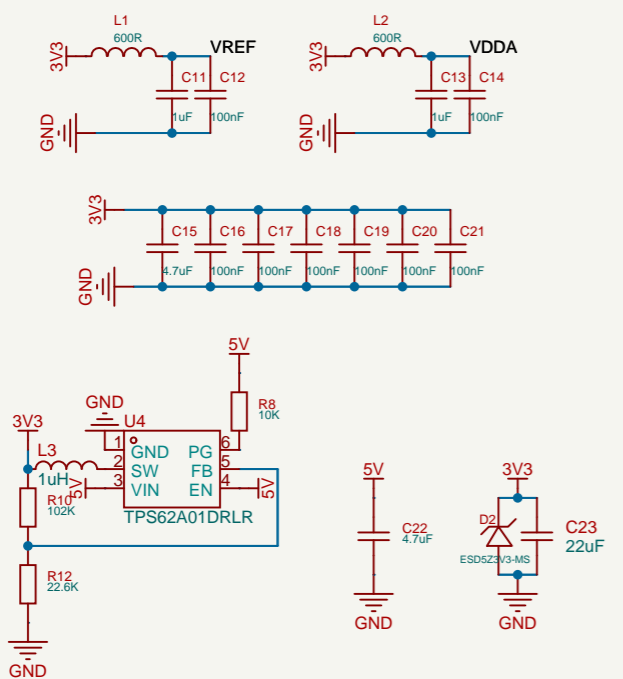 L1
600R
VREF
3V3
C11
C12
1uF
100nF
GND
L2
600R
VDDA
3V3
C13
C14
1uF
100nF
GND
3V3
C15
C16
C17
C18
C19
C20
C21
4.7uF
100nF
100nF
100nF
100nF
100nF
100nF
GND
5V
R8
10K
GND
U4
3V3
L3
1uH
1
GND
PG
6
2
SW
FB
5
3
VIN
EN
4
5V
5V
TPS62A01DRLR
R10
102K
R12
22.6K
GND
5V
C22
4.7uF
GND
3V3
D2
ESD5Z3V3-MS
C23
22uF
GND